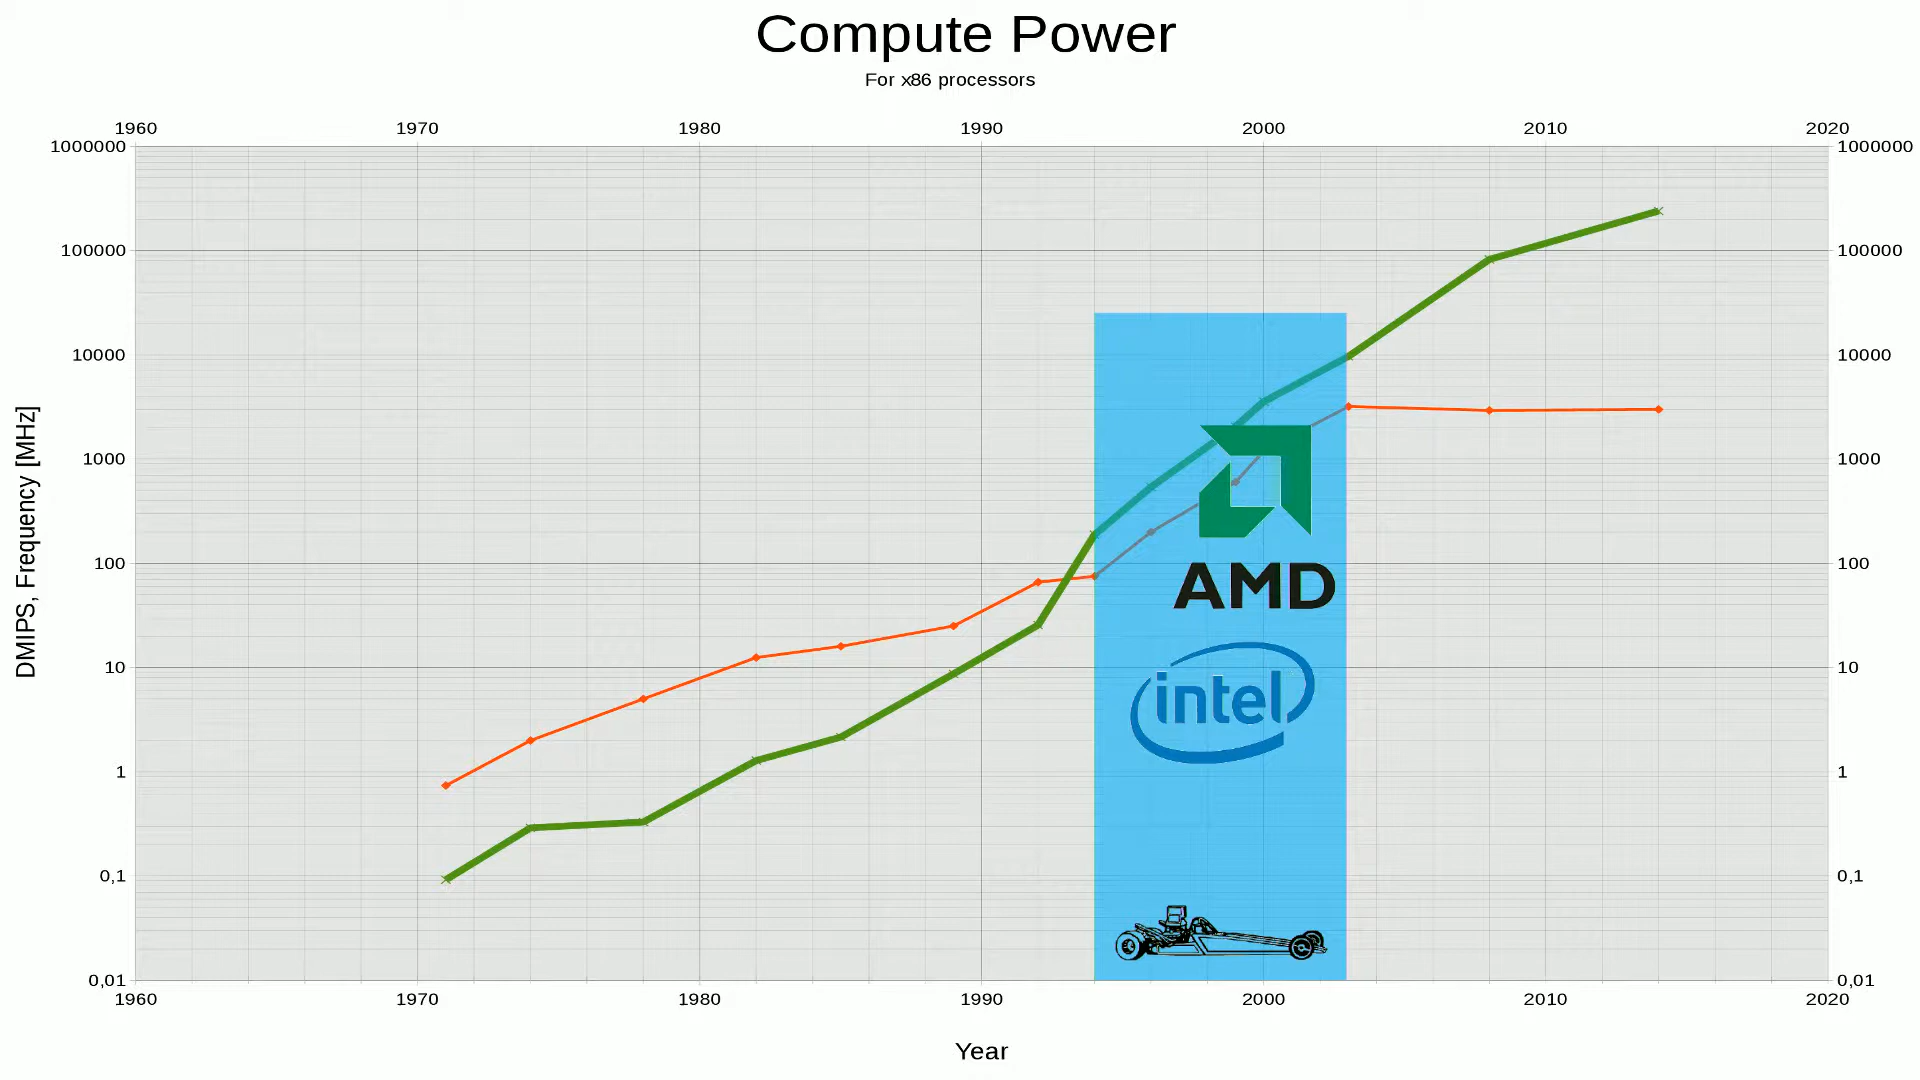 Compute Power
For x86 processors
1960 1970 1980 1990 2000 2010 2020
1000000 1000000
100000 100000
10000 10000
1000 1000
100 100
10 10
1 1
0,1 0,1
0,01 0,01
DMIPS, Frequency [MHz]
AMD
intel
1960 1970 1980 1990 2000 2010 2020
Year